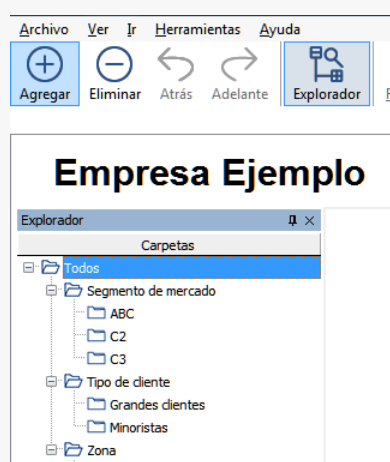 Archivo Ver Ir Herramientas Ayuda
Agregar Eliminar Atrás Adelante Explorador
Empresa Ejemplo
Explorador
Carpetas
Todos
Segmento de mercado
ABC
C2
C3
Tipo de cliente
Grandes clientes
Minoristas
Zona